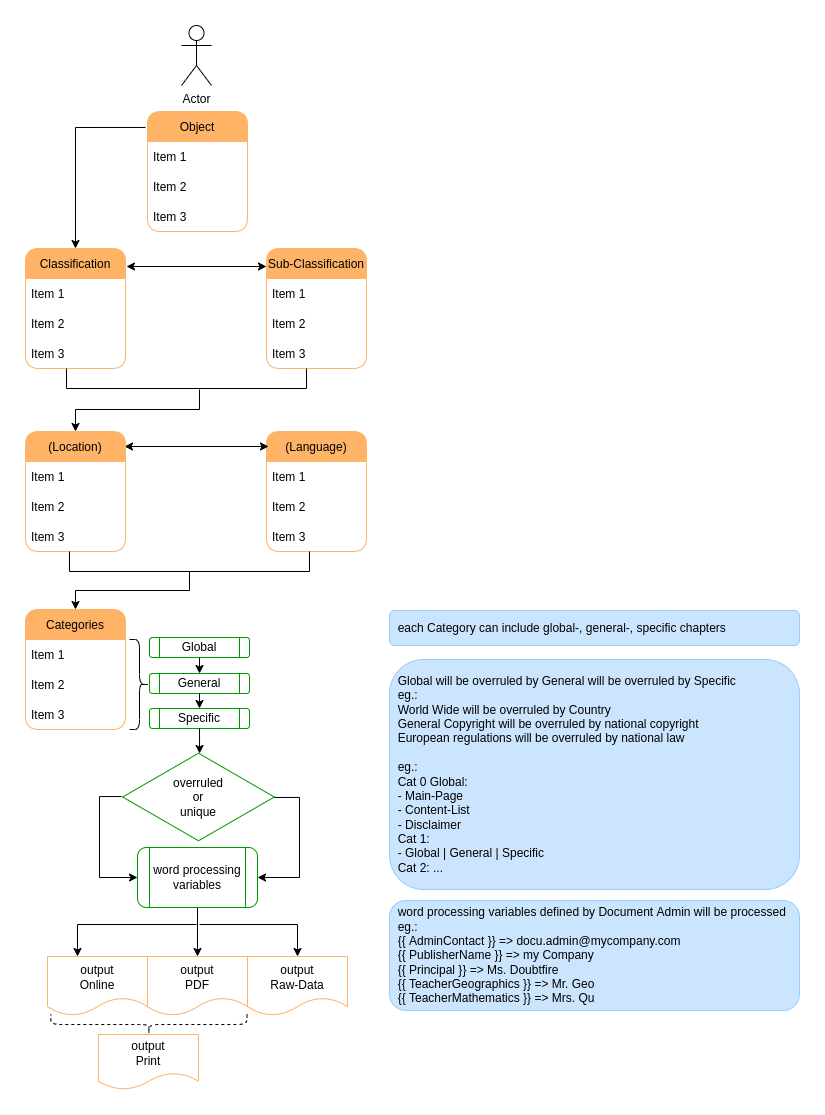 Actor
Object
Item 1
Item 2
Item 3
Classification
Item 1
Item 2
Item 3
Sub-Classification
Item 1
Item 2
Item 3
(Location)
Item 1
Item 2
Item 3
(Language)
Item 1
Item 2
Item 3
Categories
Item 1
Item 2
Item 3
Global
General
Specific
overruled
or
unique
word processing
variables
output
Online
output
PDF
output
Raw-Data
output
Print
each Category can include global-, general-, specific chapters
Global will be overruled by General will be overruled by Specific
eg.:
World Wide will be overruled by Country
General Copyright will be overruled by national copyright
European regulations will be overruled by national law
eg.:
Cat 0 Global:
- Main-Page
- Content-List
- Disclaimer
Cat 1:
- Global | General | Specific
Cat 2: ...
word processing variables defined by Document Admin will be processed
eg.:
{{ AdminContact }} => docu.admin@mycompany.com
{{ PublisherName }} => my Company
{{ Principal }} => Ms. Doubtfire
{{ TeacherGeographics }} => Mr. Geo
{{ TeacherMathematics }} => Mrs. Qu